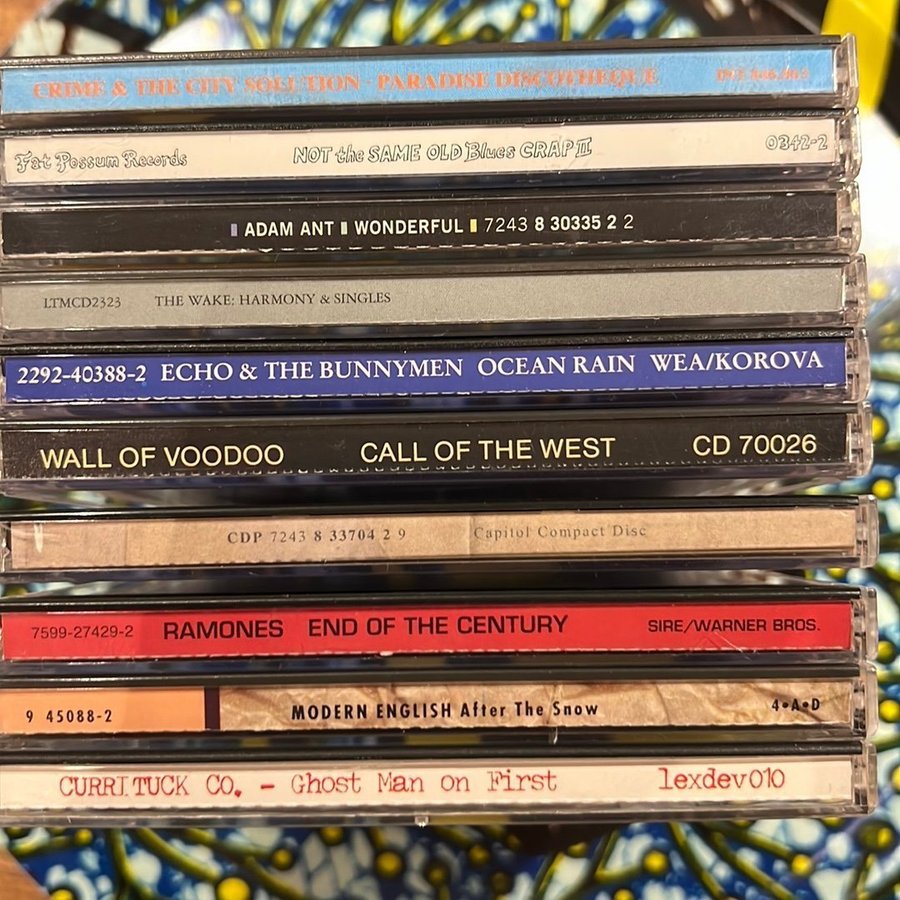 CRIME & THE CITY SOLUTION - PARADISE DISCOTHEQUE
Fat Possum Records NOT the SAME OLD Blues CRAP II 0342-2
ADAM ANT WONDERFUL 7243 8 30335 2 2
LTMCD2323 THE WAKE: HARMONY & SINGLES
2292-40388-2 ECHO & THE BUNNYMEN OCEAN RAIN WEA/KOROVA
WALL OF VOODOO CALL OF THE WEST CD 70026
CDP 7243 8 33704 2 9 Capitol Compact Disc
7599-27429-2 RAMONES END OF THE CENTURY SIRE/WARNER BROS.
9 45088-2 MODERN ENGLISH After The Snow 4•A•D
CURRITUCK CO. - Ghost Man on First lexdev010